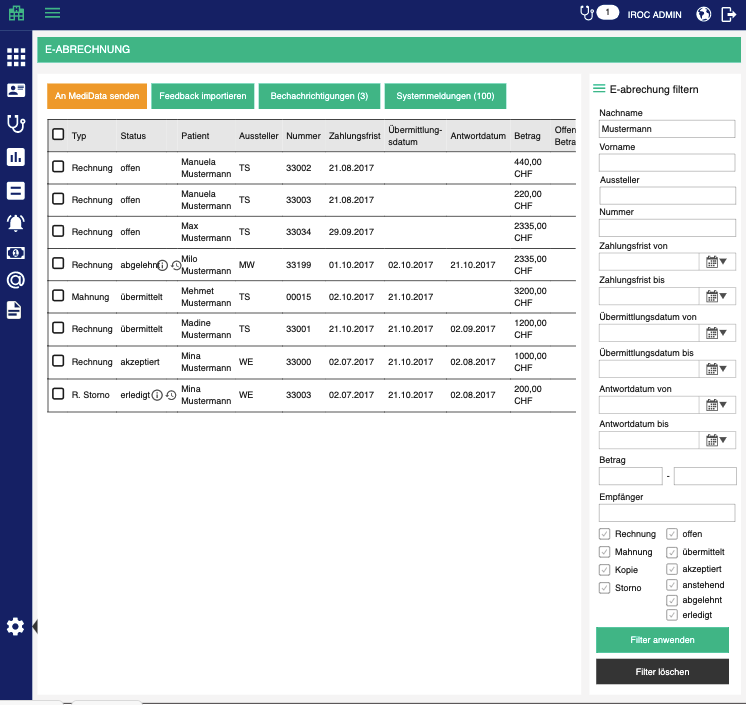 1 IROC ADMIN
E-ABRECHNUNG
An MediData senden Feedback importieren Bechachrichtigungen (3) Systemmeldungen (100)
Typ Status Patient Aussteller Nummer Zahlungsfrist Übermittlung-sdatum Antwortdatum Betrag Offen Betra
Rechnung offen Manuela Mustermann TS 33002 21.08.2017 440,00 CHF
Rechnung offen Manuela Mustermann TS 33003 21.08.2017 220,00 CHF
Rechnung offen Max Mustermann TS 33034 29.09.2017 2335,00 CHF
Rechnung abgelehnt Milo Mustermann MW 33199 01.10.2017 02.10.2017 21.10.2017 2335,00 CHF
Mahnung übermittelt Mehmet Mustermann TS 00015 02.10.2017 21.10.2017 3200,00 CHF
Rechnung übermittelt Madine Mustermann TS 33001 21.10.2017 21.10.2017 02.09.2017 1200,00 CHF
Rechnung akzeptiert Mina Mustermann WE 33000 02.07.2017 21.10.2017 02.08.2017 1000,00 CHF
R. Storno erledigt Mina Mustermann WE 33003 02.07.2017 21.10.2017 02.08.2017 200,00 CHF
E-abrechung filtern
Nachname
Mustermann
Vorname
Aussteller
Nummer
Zahlungsfrist von
Zahlungsfrist bis
Übermittlungsdatum von
Übermittlungsdatum bis
Antwortdatum von
Antwortdatum bis
Betrag
-
Empfänger
Rechnung offen
Mahnung übermittelt
Kopie akzeptiert
Storno anstehend
abgelehnt
erledigt
Filter anwenden
Filter löschen